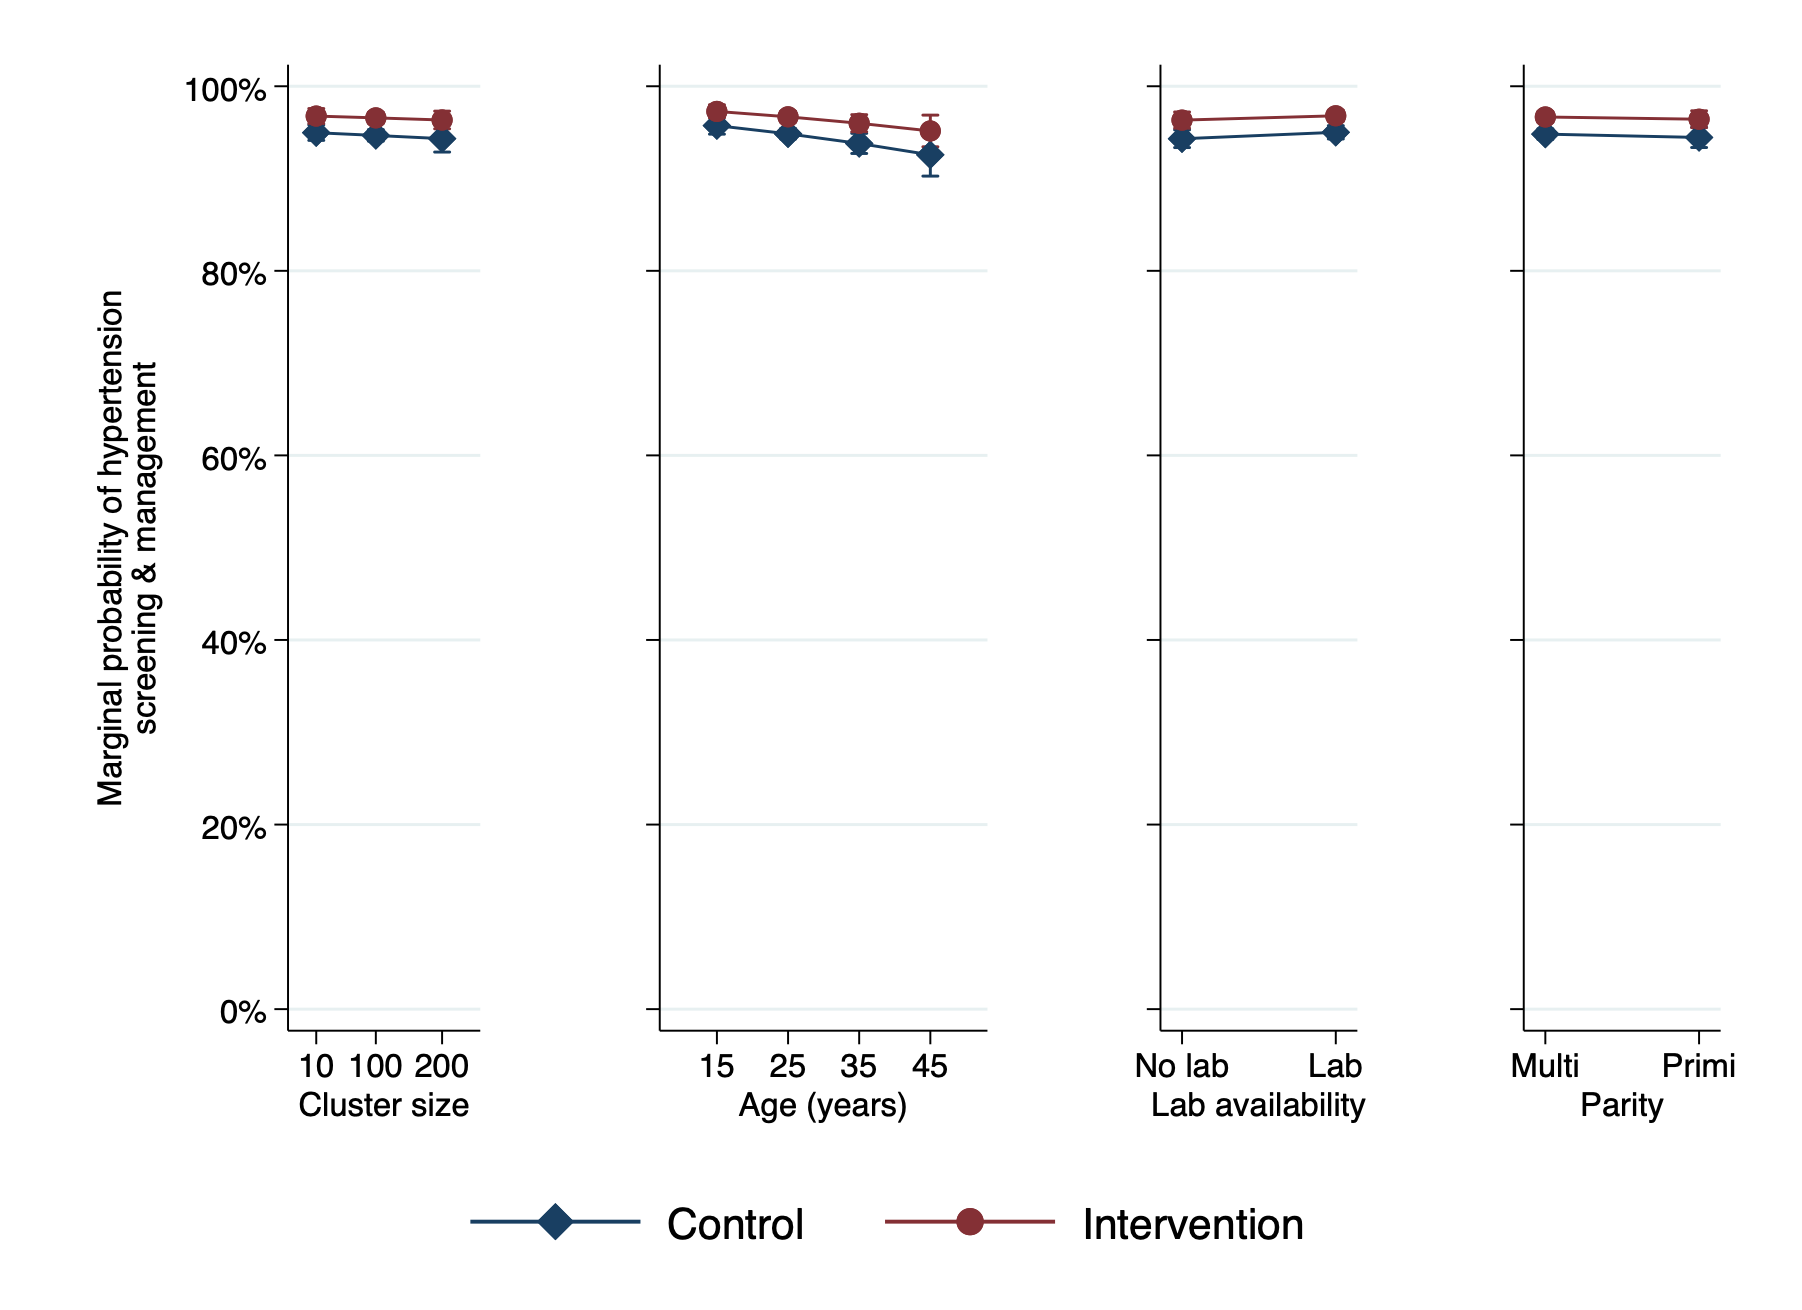 Marginal probability of hypertension
screening & management
100%
80%
60%
40%
20%
0%
10 100 200
Cluster size
15 25 35 45
Age (years)
No lab Lab
Lab availability
Multi Primi
Parity
Control Intervention